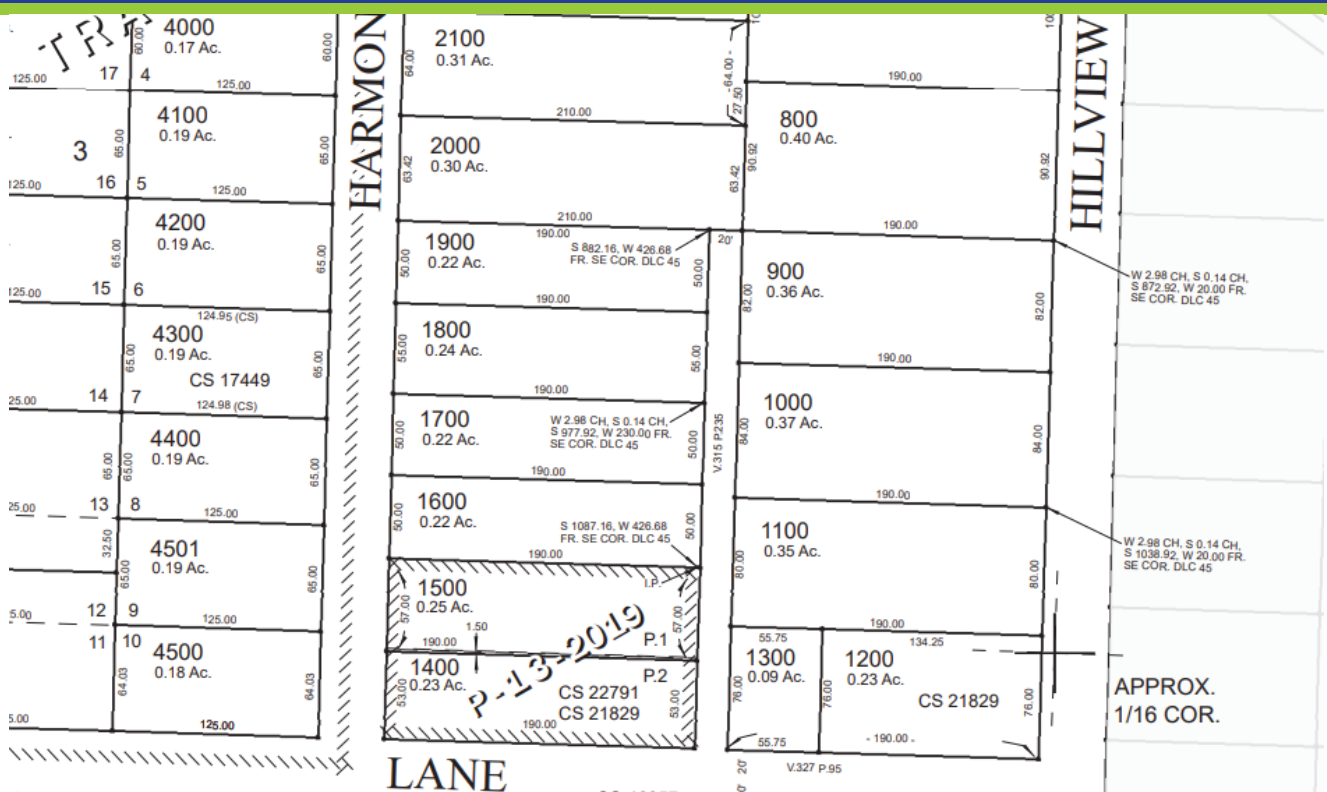 TRA
4000
0.17 Ac.
60.00
60.00
125.00
17
4
125.00
4100
0.19 Ac.
3
65.00
65.00
125.00
16
5
125.00
4200
0.19 Ac.
65.00
65.00
125.00
15
6
124.95 (CS)
4300
0.19 Ac.
CS 17449
65.00
65.00
14
7
124.98 (CS)
4400
0.19 Ac.
65.00
65.00
65.00
13
8
125.00
4501
0.19 Ac.
32.50
65.00
65.00
12
9
125.00
11
10
4500
0.18 Ac.
64.03
64.03
125.00
HARMON
2100
0.31 Ac.
64.00
- 64.00 -
27.50
210.00
2000
0.30 Ac.
63.42
63.42
90.92
210.00
190.00
1900
0.22 Ac.
S 882.16, W 426.68
FR. SE COR. DLC 45
20'
50.00
50.00
190.00
1800
0.24 Ac.
55.00
55.00
190.00
1700
0.22 Ac.
W 2.98 CH, S 0.14 CH,
S 977.92, W 230.00 FR.
SE COR. DLC 45
50.00
50.00
V.315 P.235
190.00
1600
0.22 Ac.
S 1087.16, W 426.68
FR. SE COR. DLC 45
50.00
50.00
190.00
1500
0.25 Ac.
I.P.
57.00
57.00
1.50
190.00
P.1
P-13-2019
1400
0.23 Ac.
P.2
CS 22791
CS 21829
53.00
53.00
190.00
LANE
190.00
800
0.40 Ac.
90.92
190.00
900
0.36 Ac.
82.00
82.00
190.00
1000
0.37 Ac.
84.00
84.00
190.00
1100
0.35 Ac.
80.00
80.00
190.00
55.75
134.25
1300
0.09 Ac.
1200
0.23 Ac.
CS 21829
76.00
76.00
76.00
55.75
- 190.00 -
20'
V.327 P.95
HILLVIEW
W 2.98 CH, S 0.14 CH,
S 872.92, W 20.00 FR.
SE COR. DLC 45
W 2.98 CH, S 0.14 CH,
S 1038.92, W 20.00 FR.
SE COR. DLC 45
APPROX.
1/16 COR.